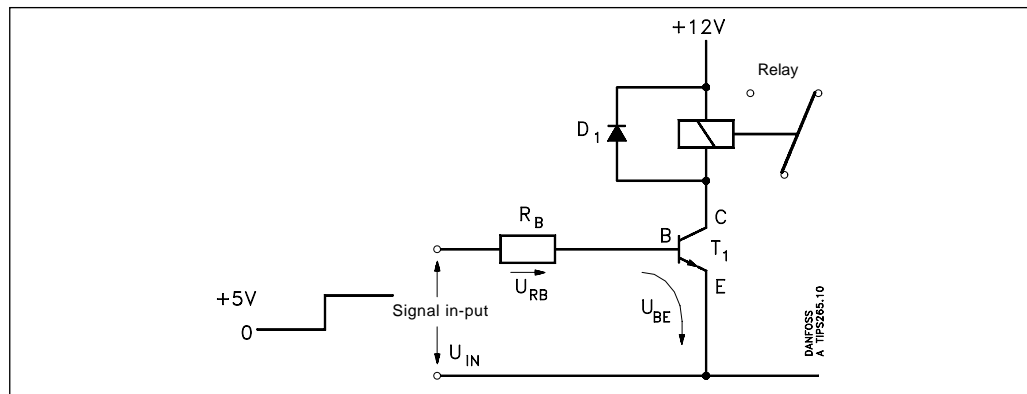 +12V
Relay
D1
RB
C
B
T1
URB
E
+5V
Signal in-put
UBE
0
UIN
DANFOSS
A TIPS265.10